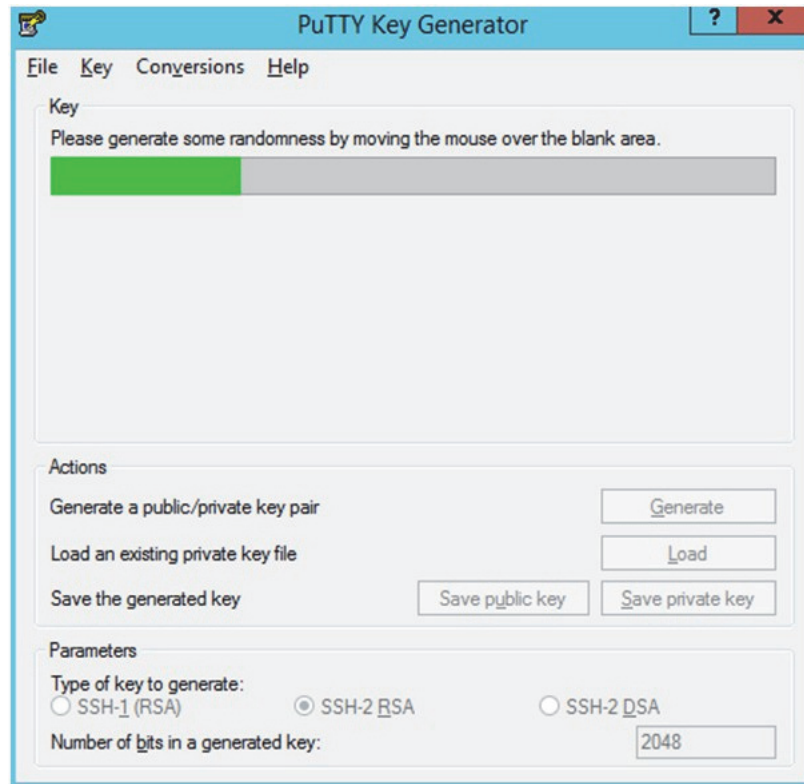 PuTTY Key Generator
? x
File Key Conversions Help
Key
Please generate some randomness by moving the mouse over the blank area.
Actions
Generate a public/private key pair Generate
Load an existing private key file Load
Save the generated key Save public key Save private key
Parameters
Type of key to generate:
SSH-1 (RSA) SSH-2 RSA SSH-2 DSA
Number of bits in a generated key: 2048